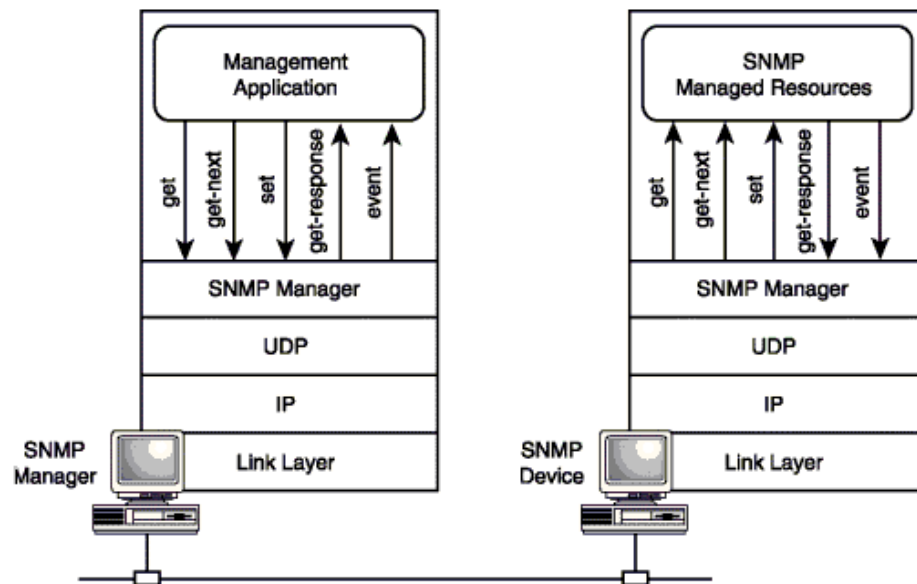 Management
Application
get
get-next
set
get-response
event
SNMP Manager
UDP
IP
Link Layer
SNMP
Manager
SNMP
Managed Resources
get
get-next
set
get-response
event
SNMP Manager
UDP
IP
Link Layer
SNMP
Device